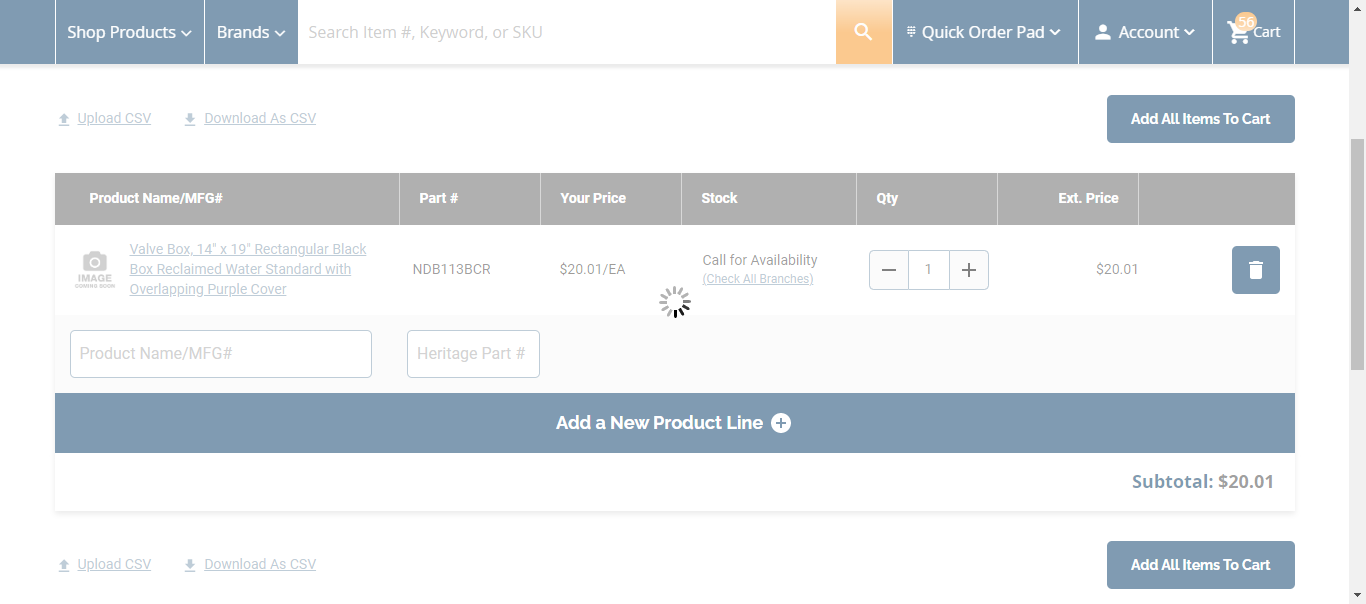 Shop Products
Brands
Search Item #, Keyword, or SKU
Quick Order Pad
Account
56
Cart
Upload CSV
Download As CSV
Add All Items To Cart
Product Name/MFG#
Part #
Your Price
Stock
Qty
Ext. Price
IMAGE
COMING SOON
Valve Box, 14" x 19" Rectangular Black
Box Reclaimed Water Standard with
Overlapping Purple Cover
NDB113BCR
$20.01/EA
Call for Availability
(Check All Branches)
1
$20.01
Product Name/MFG#
Heritage Part #
Add a New Product Line
Subtotal: $20.01
Upload CSV
Download As CSV
Add All Items To Cart